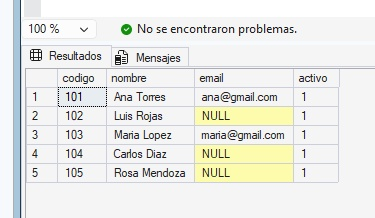 100 % No se encontraron problemas.
Resultados Mensajes
codigo nombre email activo
1 101 Ana Torres ana@gmail.com 1
2 102 Luis Rojas NULL 1
3 103 Maria Lopez maria@gmail.com 1
4 104 Carlos Diaz NULL 1
5 105 Rosa Mendoza NULL 1